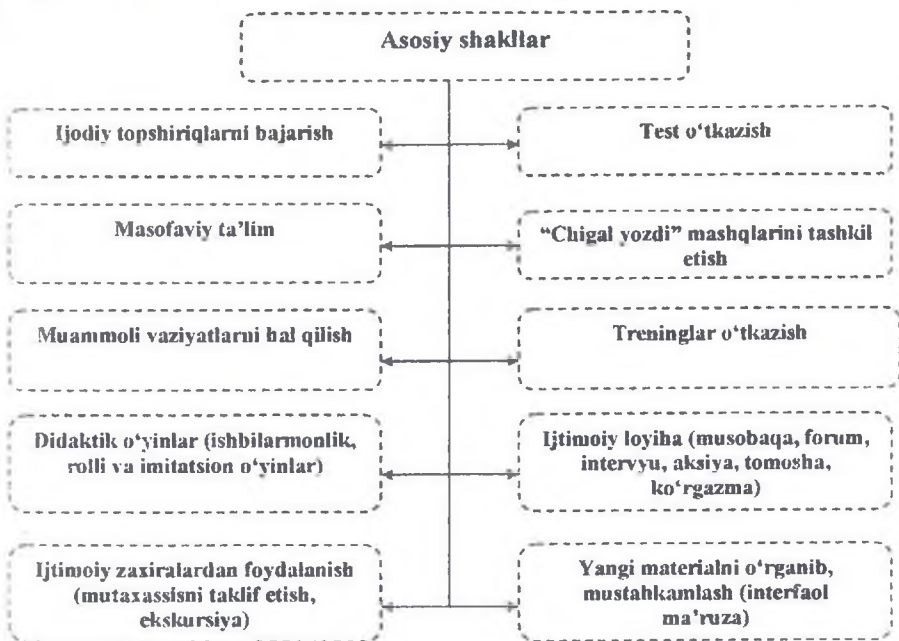 Asosiy shakllar
Ijodiy topshiriqlarni bajarish
Test o‘tkazish
Masofaviy ta’lim
“Chigal yozdi” mashqlarini tashkil
etish
Muammoli vaziyatlarni hal qilish
Treninglar o‘tkazish
Didaktik o‘yinlar (ishbilarmonlik,
rolli va imitatsion o‘yinlar)
Ijtimoiy loyiha (musobaqa, forum,
intervyu, aksiya, tomosha,
ko‘rgazma)
Ijtimoiy zaxiralardan foydalanish
(mutaxassisni taklif etish,
ekskursiya)
Yangi materialni o‘rganib,
mustahkamlash (interfaol
ma’ruza)